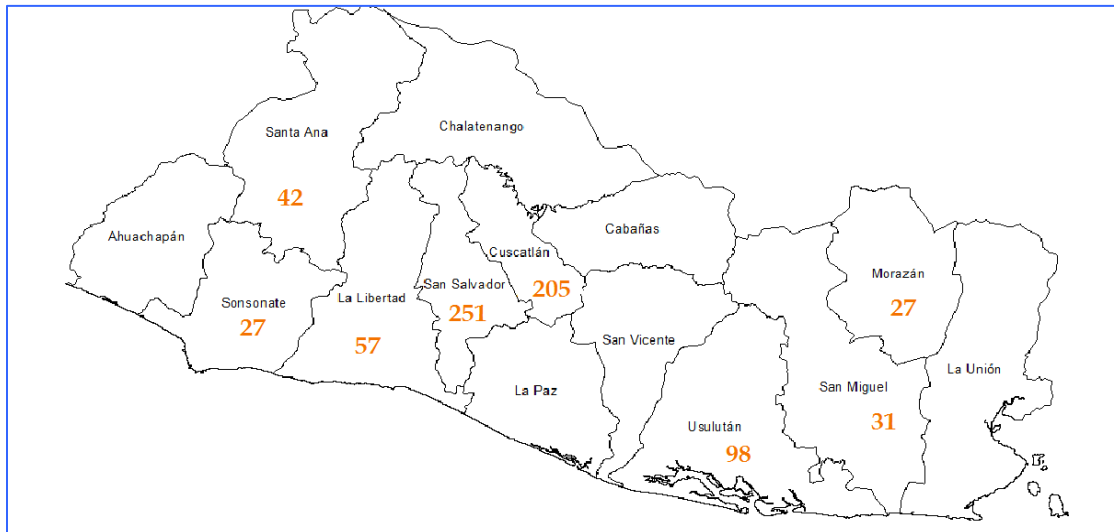 Chalatenango
Santa Ana
42
Ahuachapán
Sonsonate
27
La Libertad
57
San Salvador
251
Cuscatlán
205
Cabañas
San Vicente
La Paz
Usulután
98
Morazán
27
San Miguel
31
La Unión